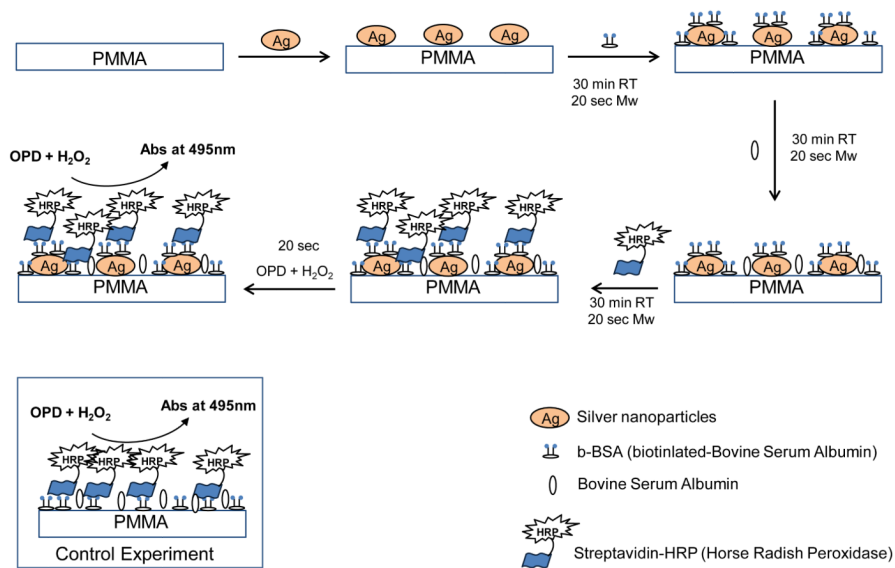 PMMA
Ag
Ag
Ag
Ag
PMMA
30 min RT
20 sec Mw
Ag
Ag
Ag
PMMA
30 min RT
20 sec Mw
OPD + H₂O₂
Abs at 495nm
HRP
HRP
HRP
HRP
Ag
Ag
Ag
PMMA
20 sec
OPD + H₂O₂
HRP
HRP
HRP
HRP
Ag
Ag
Ag
PMMA
HRP
30 min RT
20 sec Mw
Ag
Ag
Ag
PMMA
OPD + H₂O₂
Abs at 495nm
HRP
HRP
HRP
HRP
PMMA
Control Experiment
Ag
Silver nanoparticles
b-BSA (biotinlated-Bovine Serum Albumin)
Bovine Serum Albumin
HRP
Streptavidin-HRP (Horse Radish Peroxidase)